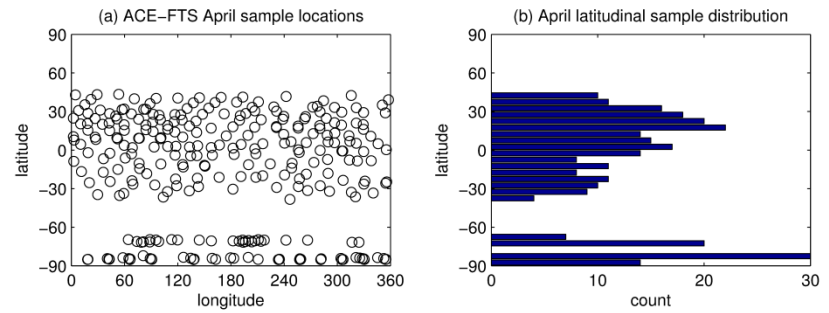 (a) ACE−FTS April sample locations
90
60
30
0
−30
−60
−90
latitude
0 60 120 180 240 300 360
longitude
(b) April latitudinal sample distribution
90
60
30
0
−30
−60
−90
latitude
0 10 20 30
count